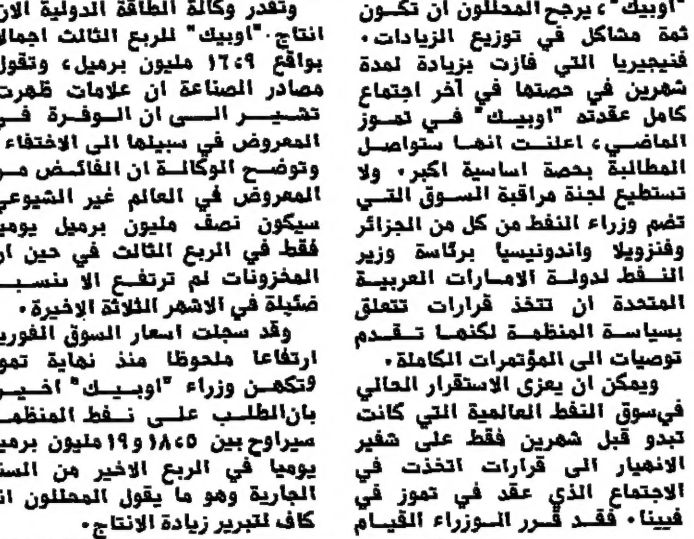 "اوبيك"، يرجح المحللون ان تكون
ثمة مشاكل في توزيع الزيادات.
فنيجيريا التي فازت بزيادة لمدة
شهرين في حصتها في آخر اجتماع
كامل عقدته "اوبيك" في تموز
الماضي، اعلنت انها ستواصل
المطالبة بحصة اساسية اكبر. ولا
تستطيع لجنة مراقبة السوق التي
تضم وزراء النفط من كل من الجزائر
وفنزويلا واندونيسيا برئاسة وزير
النفط لدولة الامارات العربية
المتحدة ان تتخذ قرارات تتعلق
بسياسة المنظمة لكنها تقدم
توصيات الى المؤتمرات الكاملة.
ويمكن ان يعزى الاستقرار الحالي
في سوق النفط العالمية التي كانت
تبدو قبل شهرين فقط على شفير
الانهيار الى قرارات اتخذت في
الاجتماع الذي عقد في تموز في
فيينا. فقد قرر الوزراء القيام
وتقدر وكالة الطاقة الدولية الان
انتاج "اوبيك" للربع الثالث اجمالا
بواقع ١٦،٩ مليون برميل، وتقول
مصادر الصناعة ان علامات ظهرت
تشير الى ان الوفرة في
المعروض في سبيلها الى الاختفاء
وتوضح الوكالة ان الفائض من
المعروض في العالم غير الشيوعي
سيكون نصف مليون برميل يوميا
فقط في الربع الثالث في حين ان
المخزونات لم ترتفع الا بنسبة
ضئيلة في الاشهر الثلاثة الاخيرة.
وقد سجلت اسعار السوق الفورية
ارتفاعا ملحوظا منذ نهاية تموز
وتكهن وزراء "اوبيك" اخيرا
بان الطلب على نفط المنظمة
سيراوح بين ١٨،٥ و١٩ مليون برميل
يوميا في الربع الاخير من السنة
الجارية وهو ما يقول المحللون انه
كاف لتبرير زيادة الانتاج.